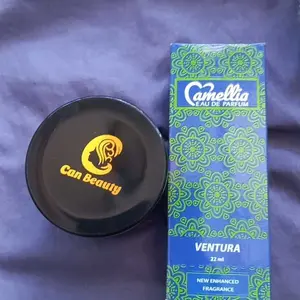 Can Beauty
Camellia
EAU DE PARFUM
VENTURA
22 ml
NEW ENHANCED
FRAGRANCE